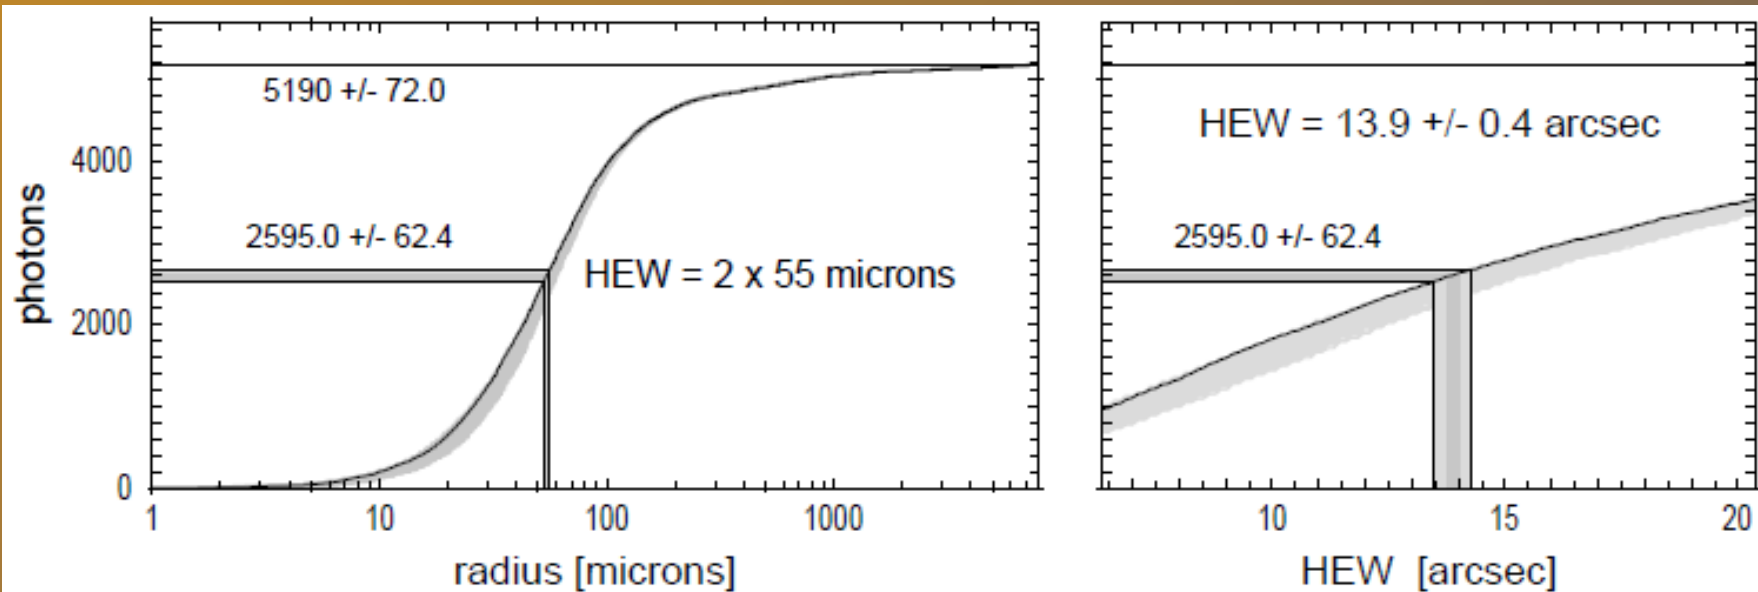 5190 +/- 72.0
HEW = 13.9 +/- 0.4 arcsec
4000
photons
2595.0 +/- 62.4
2595.0 +/- 62.4
HEW = 2 x 55 microns
2000
0
1 10 100 1000
10 15 20
radius [microns]
HEW [arcsec]